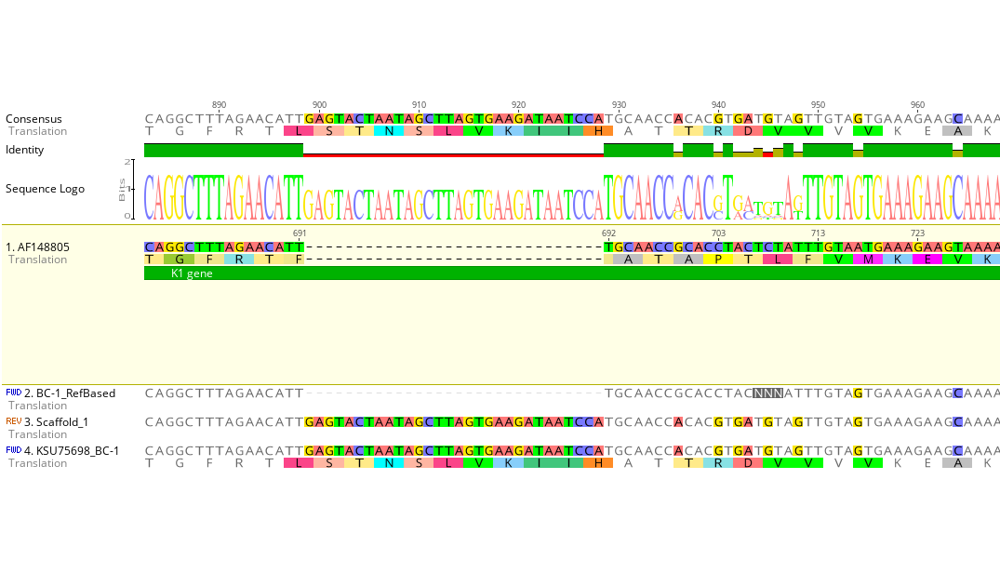 890 900 910 920 930 940 950 960
Consensus CAGGCTTTAGAACATTGAGTACTAATAGCTTAGTGAAGATAATCCATGCAACCACACGTGATGTAGTTGTAGTGAAAGAAGCAAAA
Translation T G F R T L S T N S L V K I I H A T T R D V V V V K E A K
Identity
2
Sequence Logo Bits 1 CAGGCTTTAGAACATTGAGTACTAATAGCTTAGTGAAGATAATCCATGCAACCACACGTGATGTAGTTGTAGTGAAAGAAGCAAAA
0
691 692 703 713 723
1. AF148805 CAGGCTTTAGAACATT------------------------------TGCAACCGCACCTACTCTATTTGTAATGAAAGAAGTAAAA
Translation T G F R T F A T A P T L F V M K E V K
K1 gene
FWD 2. BC-1_RefBased CAGGCTTTAGAACATT------------------------------TGCAACCGCACCTACNNNATTTGTAGTGAAAGAAGCAAAA
Translation
REV 3. Scaffold_1 CAGGCTTTAGAACATTGAGTACTAATAGCTTAGTGAAGATAATCCATGCAACCACACGTGATGTAGTTGTAGTGAAAGAAGCAAAA
Translation
FWD 4. KSU75698_BC-1 CAGGCTTTAGAACATTGAGTACTAATAGCTTAGTGAAGATAATCCATGCAACCACACGTGATGTAGTTGTAGTGAAAGAAGCAAAA
Translation T G F R T L S T N S L V K I I H A T T R D V V V V K E A K